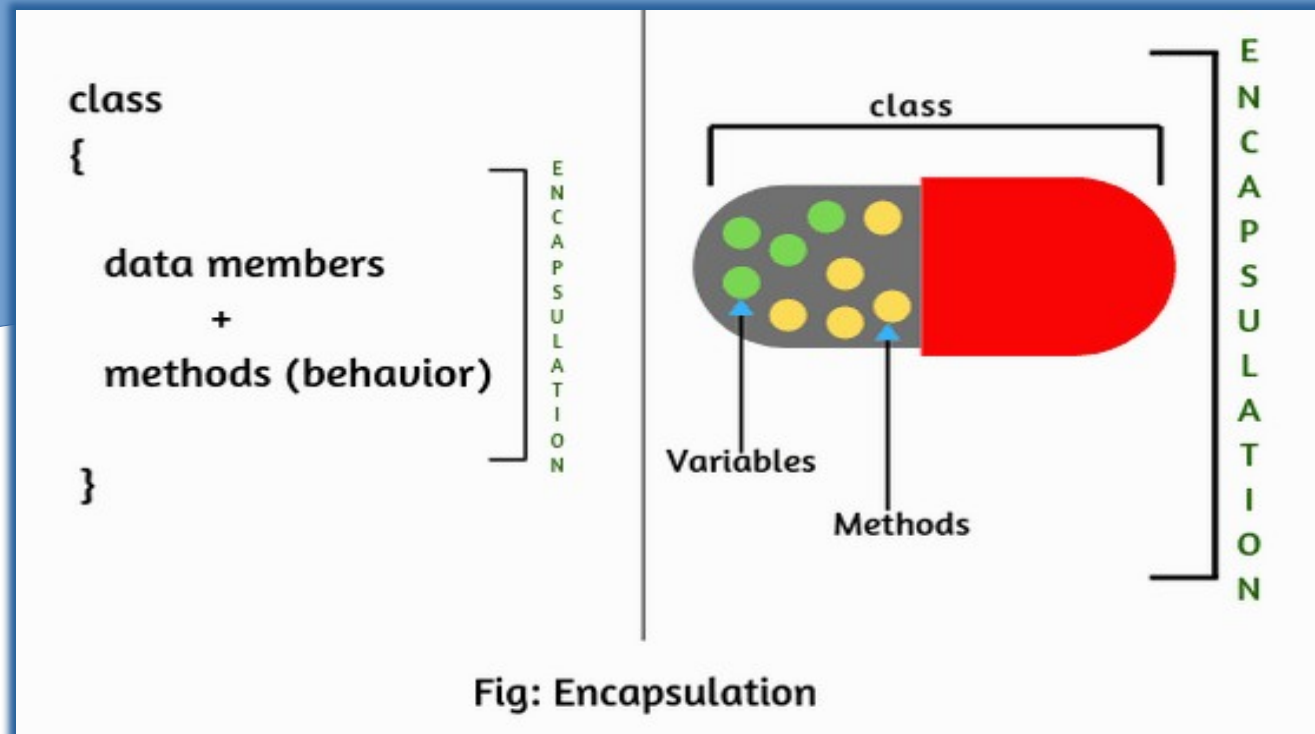 class
{
data members
+
methods (behavior)
}
ENCAPSULATION
class
Variables
Methods
ENCAPSULATION
Fig: Encapsulation